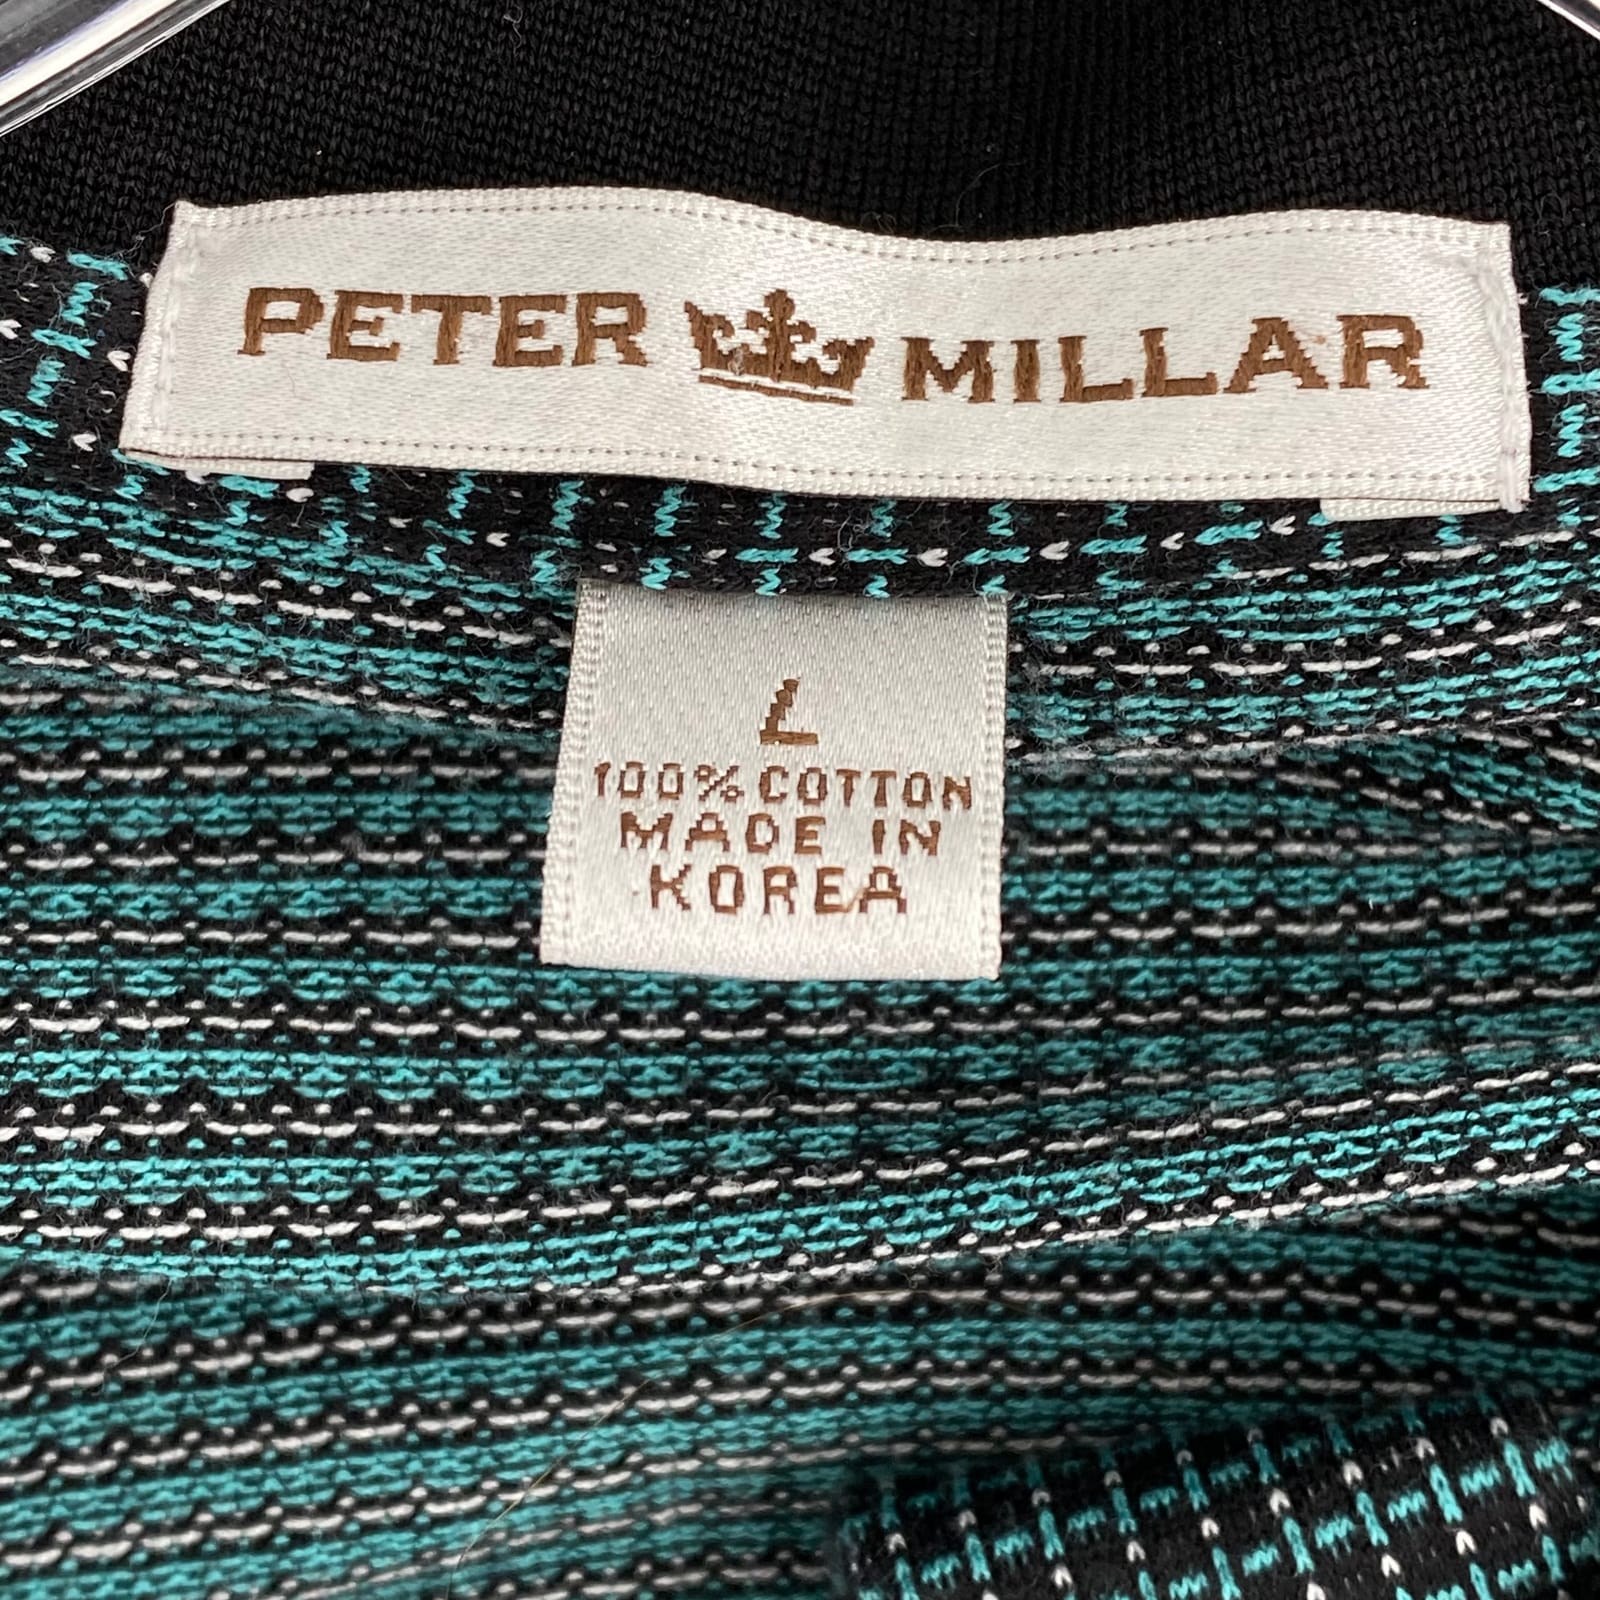 PETER MILLAR
L
100% COTTON
MADE IN
KOREA